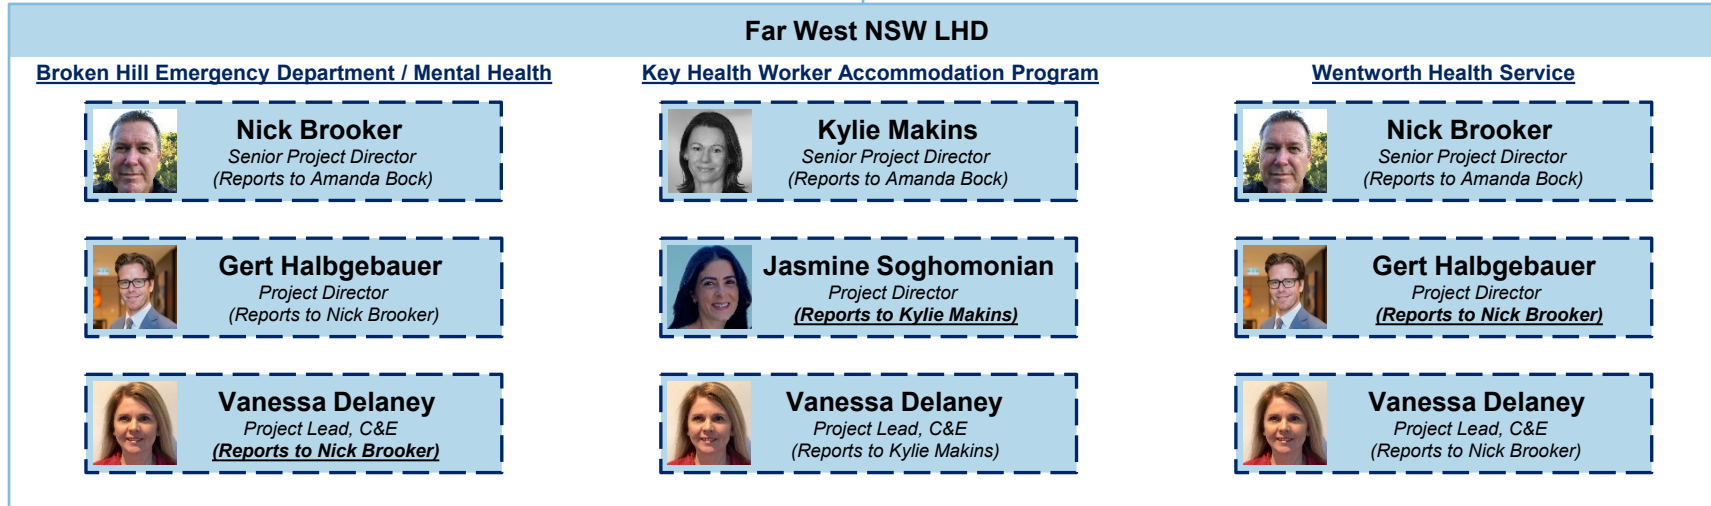 Far West NSW LHD
Broken Hill Emergency Department / Mental Health
Nick Brooker
Senior Project Director
(Reports to Amanda Bock)
Gert Halbgebauer
Project Director
(Reports to Nick Brooker)
Vanessa Delaney
Project Lead, C&E
(Reports to Nick Brooker)
Key Health Worker Accommodation Program
Kylie Makins
Senior Project Director
(Reports to Amanda Bock)
Jasmine Soghomonian
Project Director
(Reports to Kylie Makins)
Vanessa Delaney
Project Lead, C&E
(Reports to Kylie Makins)
Wentworth Health Service
Nick Brooker
Senior Project Director
(Reports to Amanda Bock)
Gert Halbgebauer
Project Director
(Reports to Nick Brooker)
Vanessa Delaney
Project Lead, C&E
(Reports to Nick Brooker)